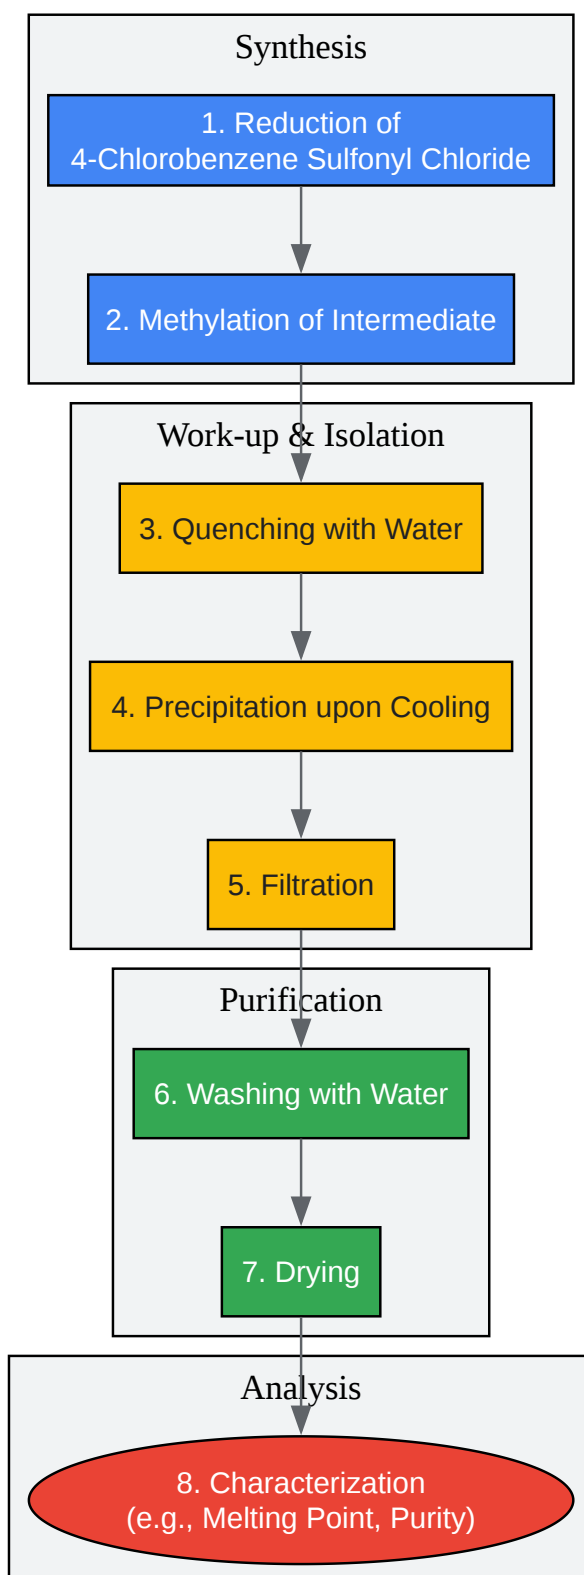 Synthesis
1. Reduction of
4-Chlorobenzene Sulfonyl Chloride
2. Methylation of Intermediate
Work-up & Isolation
3. Quenching with Water
4. Precipitation upon Cooling
5. Filtration
Purification
6. Washing with Water
7. Drying
Analysis
8. Characterization
(e.g., Melting Point, Purity)